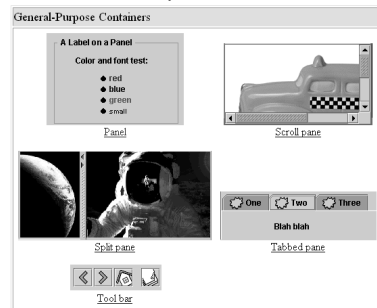 General-Purpose Containers
A Label on a Panel
Color and font test:
red
blue
green
small
Panel
Scroll pane
Split pane
One
Two
Three
Blah blah
Tabbed pane
Tool bar